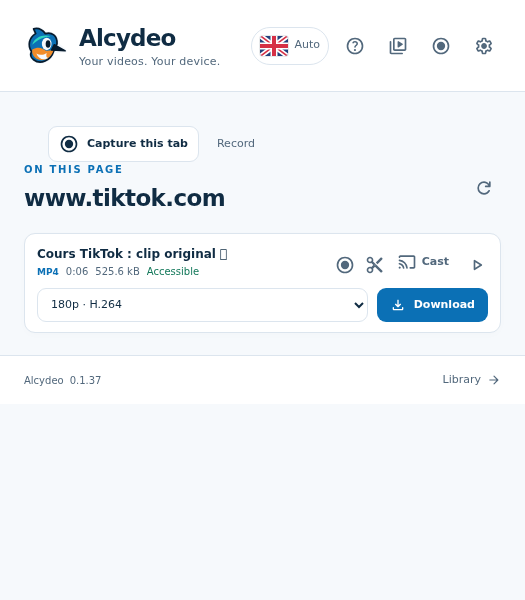 Alcydeo
Your videos. Your device.
Auto
Capture this tab
Record
ON THIS PAGE
www.tiktok.com
Cours TikTok : clip original
MP4 0:06 525.6 kB Accessible
Cast
180p · H.264
Download
Alcydeo 0.1.37
Library